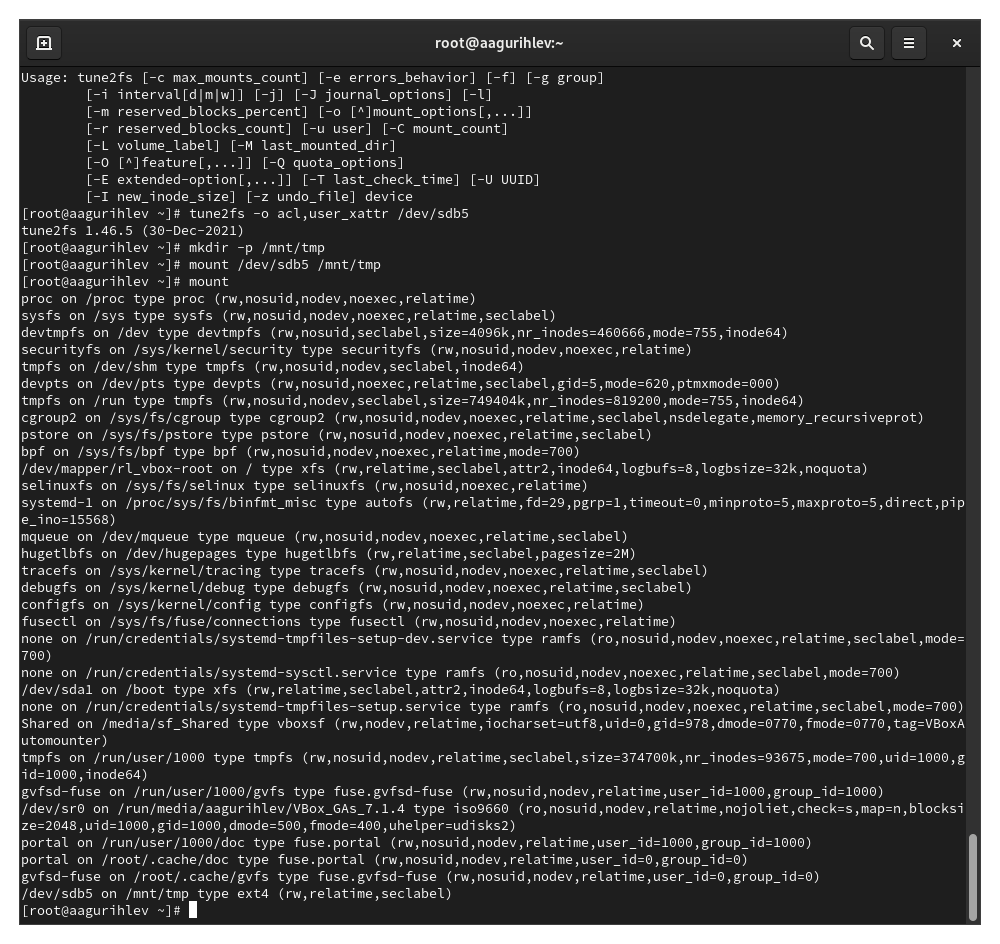 root@aagurihlev:~
Usage: tune2fs [-c max_mounts_count] [-e errors_behavior] [-f] [-g group]
        [-i interval[d|m|w]] [-j] [-J journal_options] [-l]
        [-m reserved_blocks_percent] [-o [^]mount_options[,...]]
        [-r reserved_blocks_count] [-u user] [-C mount_count]
        [-L volume_label] [-M last_mounted_dir]
        [-O [^]feature[,...]] [-Q quota_options]
        [-E extended-option[,...]] [-T last_check_time] [-U UUID]
        [-I new_inode_size] [-z undo_file] device
[root@aagurihlev ~]# tune2fs -o acl,user_xattr /dev/sdb5
tune2fs 1.46.5 (30-Dec-2021)
[root@aagurihlev ~]# mkdir -p /mnt/tmp
[root@aagurihlev ~]# mount /dev/sdb5 /mnt/tmp
[root@aagurihlev ~]# mount
proc on /proc type proc (rw,nosuid,nodev,noexec,relatime)
sysfs on /sys type sysfs (rw,nosuid,nodev,noexec,relatime,seclabel)
devtmpfs on /dev type devtmpfs (rw,nosuid,seclabel,size=4096k,nr_inodes=460666,mode=755,inode64)
securityfs on /sys/kernel/security type securityfs (rw,nosuid,nodev,noexec,relatime)
tmpfs on /dev/shm type tmpfs (rw,nosuid,nodev,seclabel,inode64)
devpts on /dev/pts type devpts (rw,nosuid,noexec,relatime,seclabel,gid=5,mode=620,ptmxmode=000)
tmpfs on /run type tmpfs (rw,nosuid,nodev,seclabel,size=749404k,nr_inodes=819200,mode=755,inode64)
cgroup2 on /sys/fs/cgroup type cgroup2 (rw,nosuid,nodev,noexec,relatime,seclabel,nsdelegate,memory_recursiveprot)
pstore on /sys/fs/pstore type pstore (rw,nosuid,nodev,noexec,relatime,seclabel)
bpf on /sys/fs/bpf type bpf (rw,nosuid,nodev,noexec,relatime,mode=700)
/dev/mapper/rl_vbox-root on / type xfs (rw,relatime,seclabel,attr2,inode64,logbufs=8,logbsize=32k,noquota)
selinuxfs on /sys/fs/selinux type selinuxfs (rw,nosuid,noexec,relatime)
systemd-1 on /proc/sys/fs/binfmt_misc type autofs (rw,relatime,fd=29,pgrp=1,timeout=0,minproto=5,maxproto=5,direct,pip
e_ino=15568)
mqueue on /dev/mqueue type mqueue (rw,nosuid,nodev,noexec,relatime,seclabel)
hugetlbfs on /dev/hugepages type hugetlbfs (rw,relatime,seclabel,pagesize=2M)
tracefs on /sys/kernel/tracing type tracefs (rw,nosuid,nodev,noexec,relatime,seclabel)
debugfs on /sys/kernel/debug type debugfs (rw,nosuid,nodev,noexec,relatime,seclabel)
configfs on /sys/kernel/config type configfs (rw,nosuid,nodev,noexec,relatime)
fusectl on /sys/fs/fuse/connections type fusectl (rw,nosuid,nodev,noexec,relatime)
none on /run/credentials/systemd-tmpfiles-setup-dev.service type ramfs (ro,nosuid,nodev,noexec,relatime,seclabel,mode=
700)
none on /run/credentials/systemd-sysctl.service type ramfs (ro,nosuid,nodev,noexec,relatime,seclabel,mode=700)
/dev/sda1 on /boot type xfs (rw,relatime,seclabel,attr2,inode64,logbufs=8,logbsize=32k,noquota)
none on /run/credentials/systemd-tmpfiles-setup.service type ramfs (ro,nosuid,nodev,noexec,relatime,seclabel,mode=700)
Shared on /media/sf_Shared type vboxsf (rw,nodev,relatime,iocharset=utf8,uid=0,gid=978,dmode=0770,fmode=0770,tag=VBoxA
utomounter)
tmpfs on /run/user/1000 type tmpfs (rw,nosuid,nodev,relatime,seclabel,size=374700k,nr_inodes=93675,mode=700,uid=1000,g
id=1000,inode64)
gvfsd-fuse on /run/user/1000/gvfs type fuse.gvfsd-fuse (rw,nosuid,nodev,relatime,user_id=1000,group_id=1000)
/dev/sr0 on /run/media/aagurihlev/VBox_GAs_7.1.4 type iso9660 (ro,nosuid,nodev,relatime,nojoliet,check=s,map=n,blocksi
ze=2048,uid=1000,gid=1000,dmode=500,fmode=400,uhelper=udisks2)
portal on /run/user/1000/doc type fuse.portal (rw,nosuid,nodev,relatime,user_id=1000,group_id=1000)
portal on /root/.cache/doc type fuse.portal (rw,nosuid,nodev,relatime,user_id=0,group_id=0)
gvfsd-fuse on /root/.cache/gvfs type fuse.gvfsd-fuse (rw,nosuid,nodev,relatime,user_id=0,group_id=0)
/dev/sdb5 on /mnt/tmp type ext4 (rw,relatime,seclabel)
[root@aagurihlev ~]#